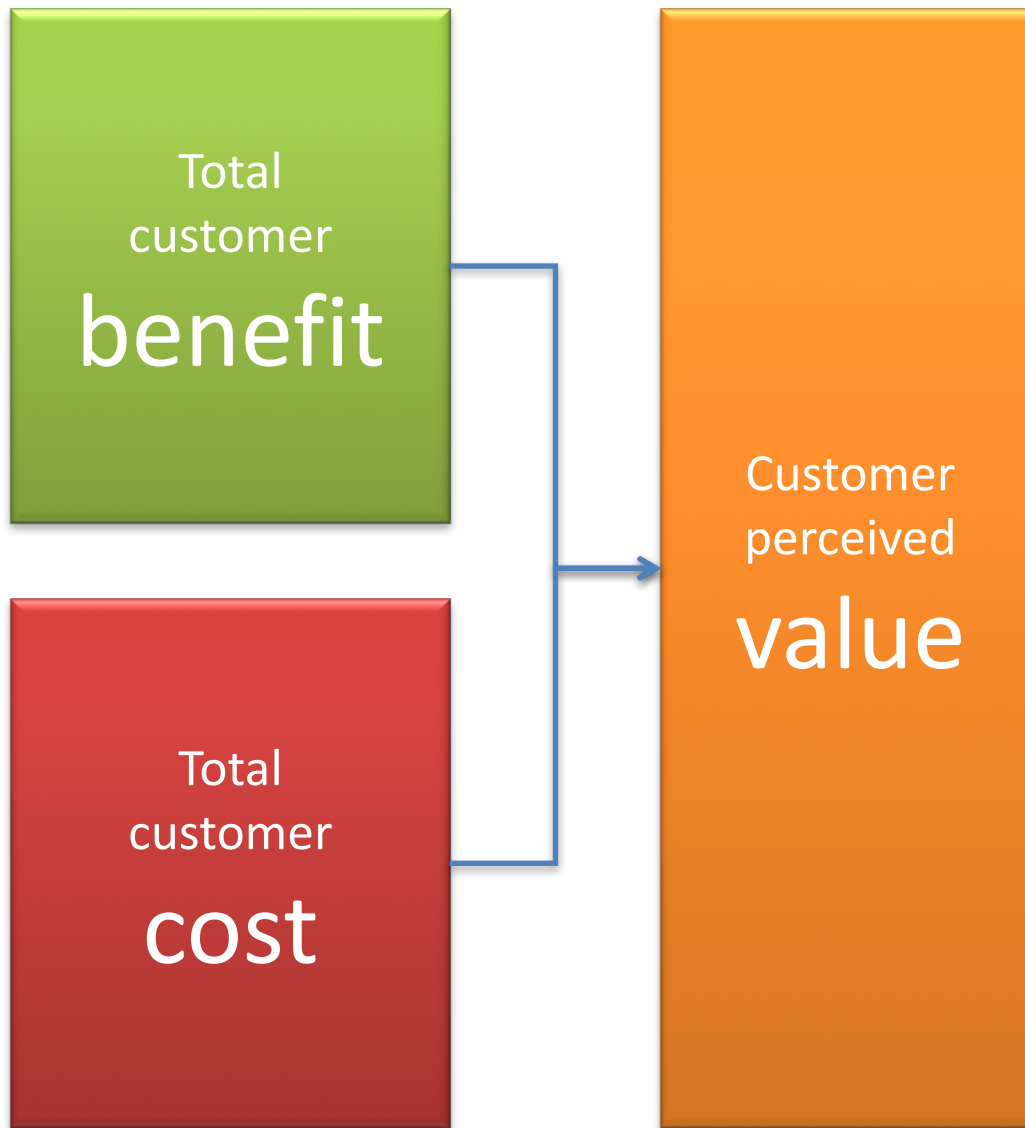 Total
customer
benefit
Total
customer
cost
Customer
perceived
value